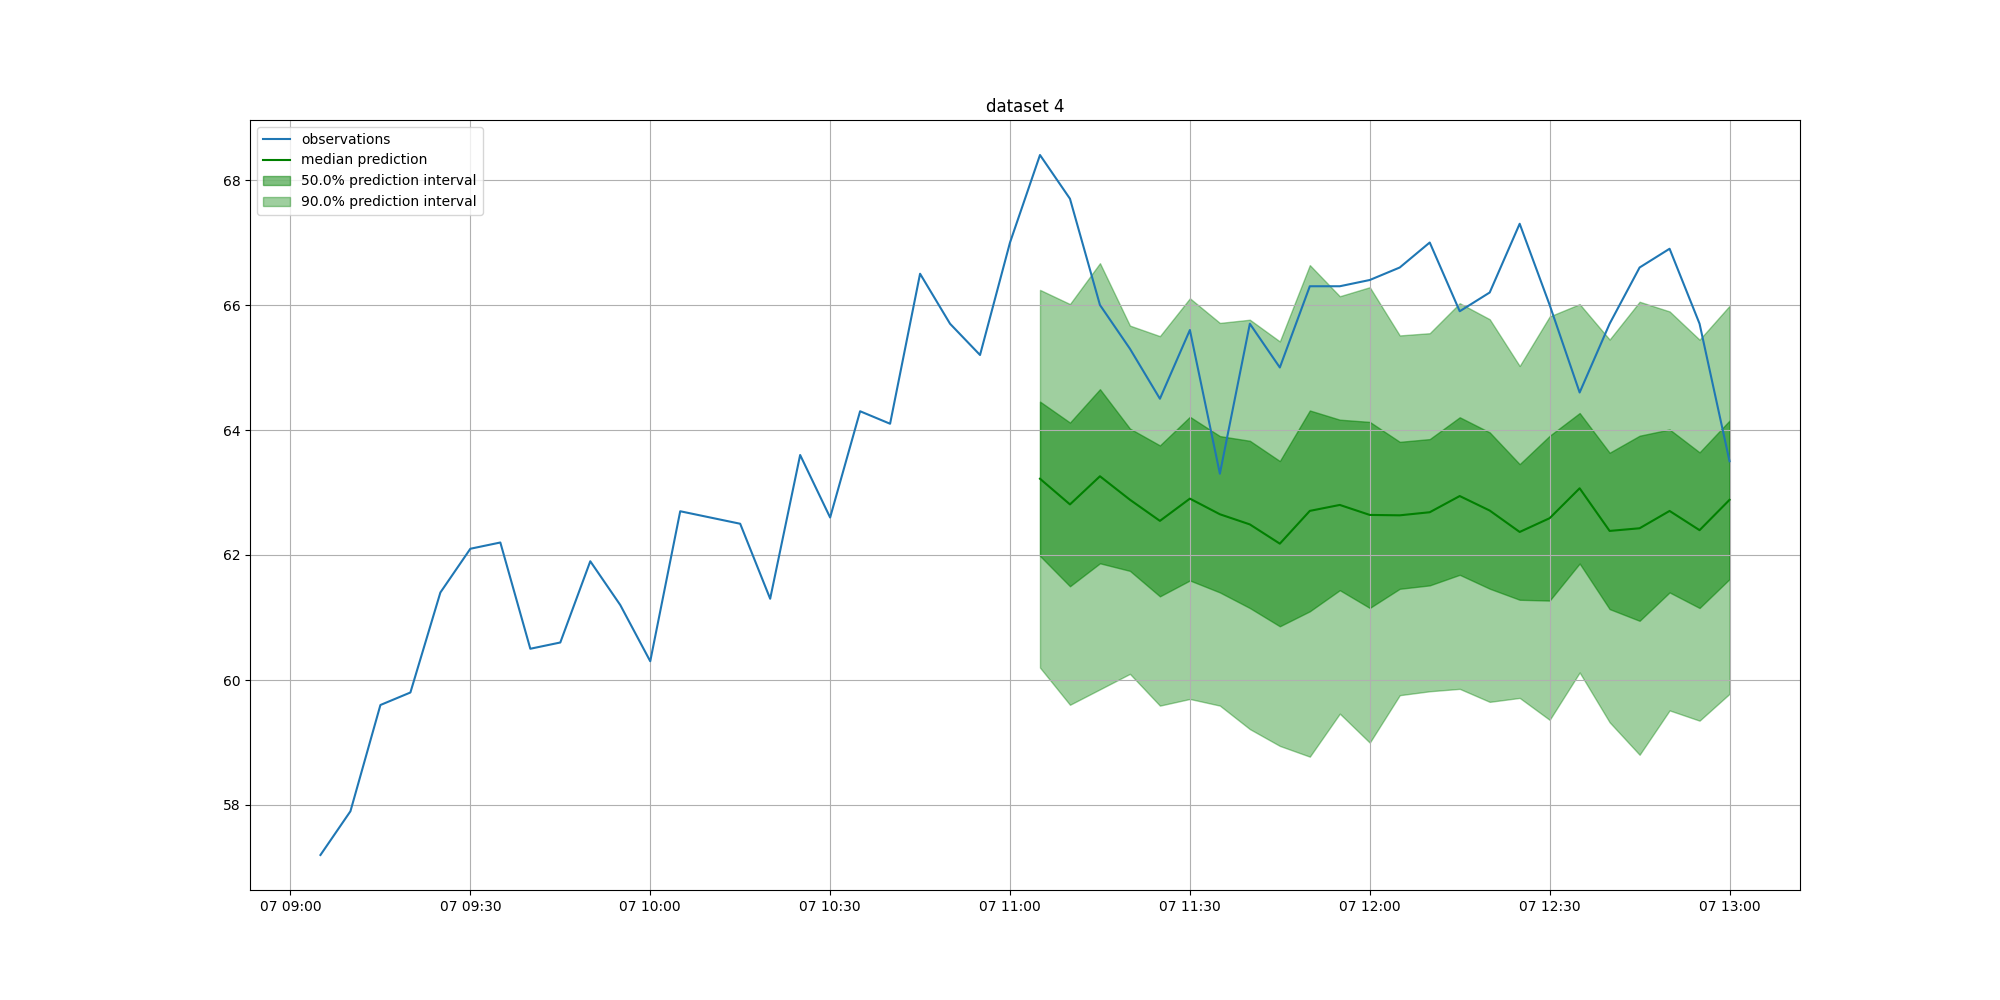 dataset 4
observations
median prediction
50.0% prediction interval
90.0% prediction interval
68
66
64
62
60
58
07 09:00 07 09:30 07 10:00 07 10:30 07 11:00 07 11:30 07 12:00 07 12:30 07 13:00